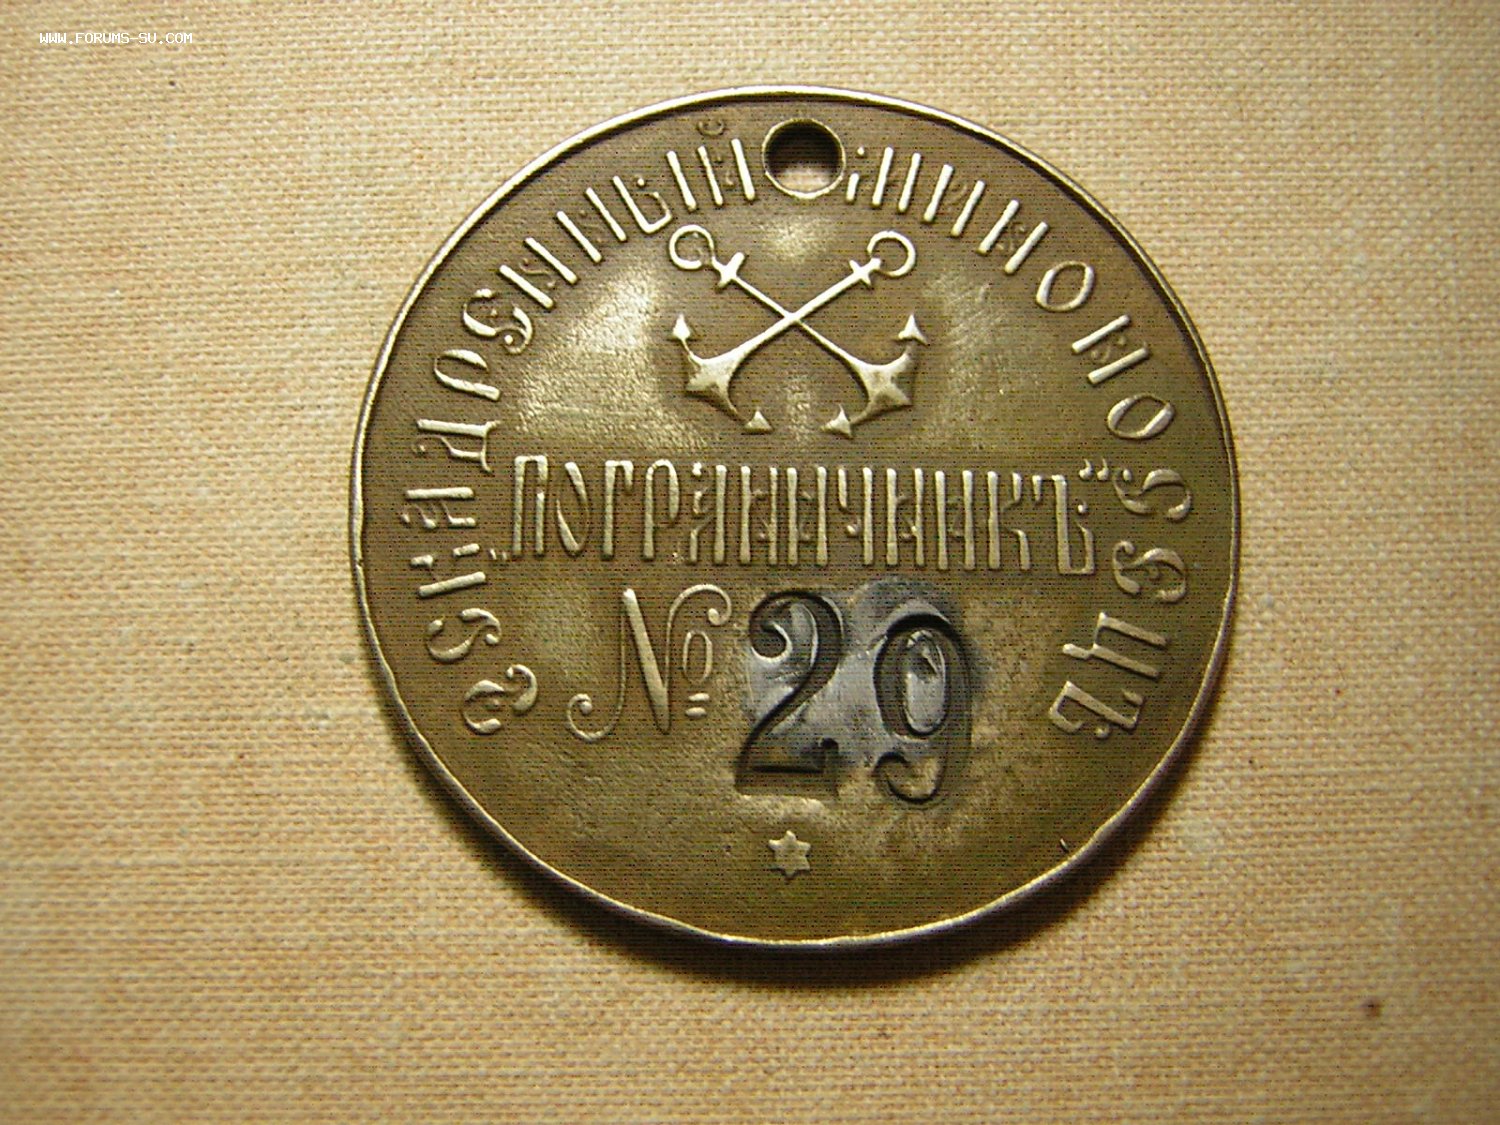 WWW.FORUMS-SU.COM
ЭСКАДРЕННЫЙ МИНОНОСЕЦЪ
„ПОГРАНИЧНИКЪ“
№ 29